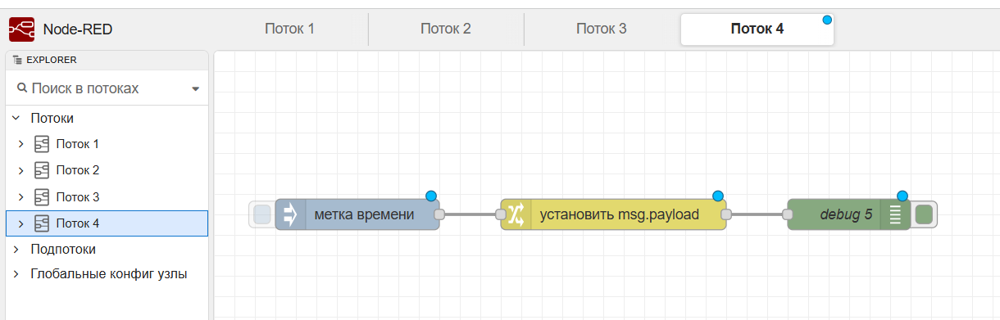 Node-RED
Поток 1
Поток 2
Поток 3
Поток 4
EXPLORER
Поиск в потоках
Потоки
Поток 1
Поток 2
Поток 3
Поток 4
Подпотоки
Глобальные конфиг узлы
метка времени
установить msg.payload
debug 5